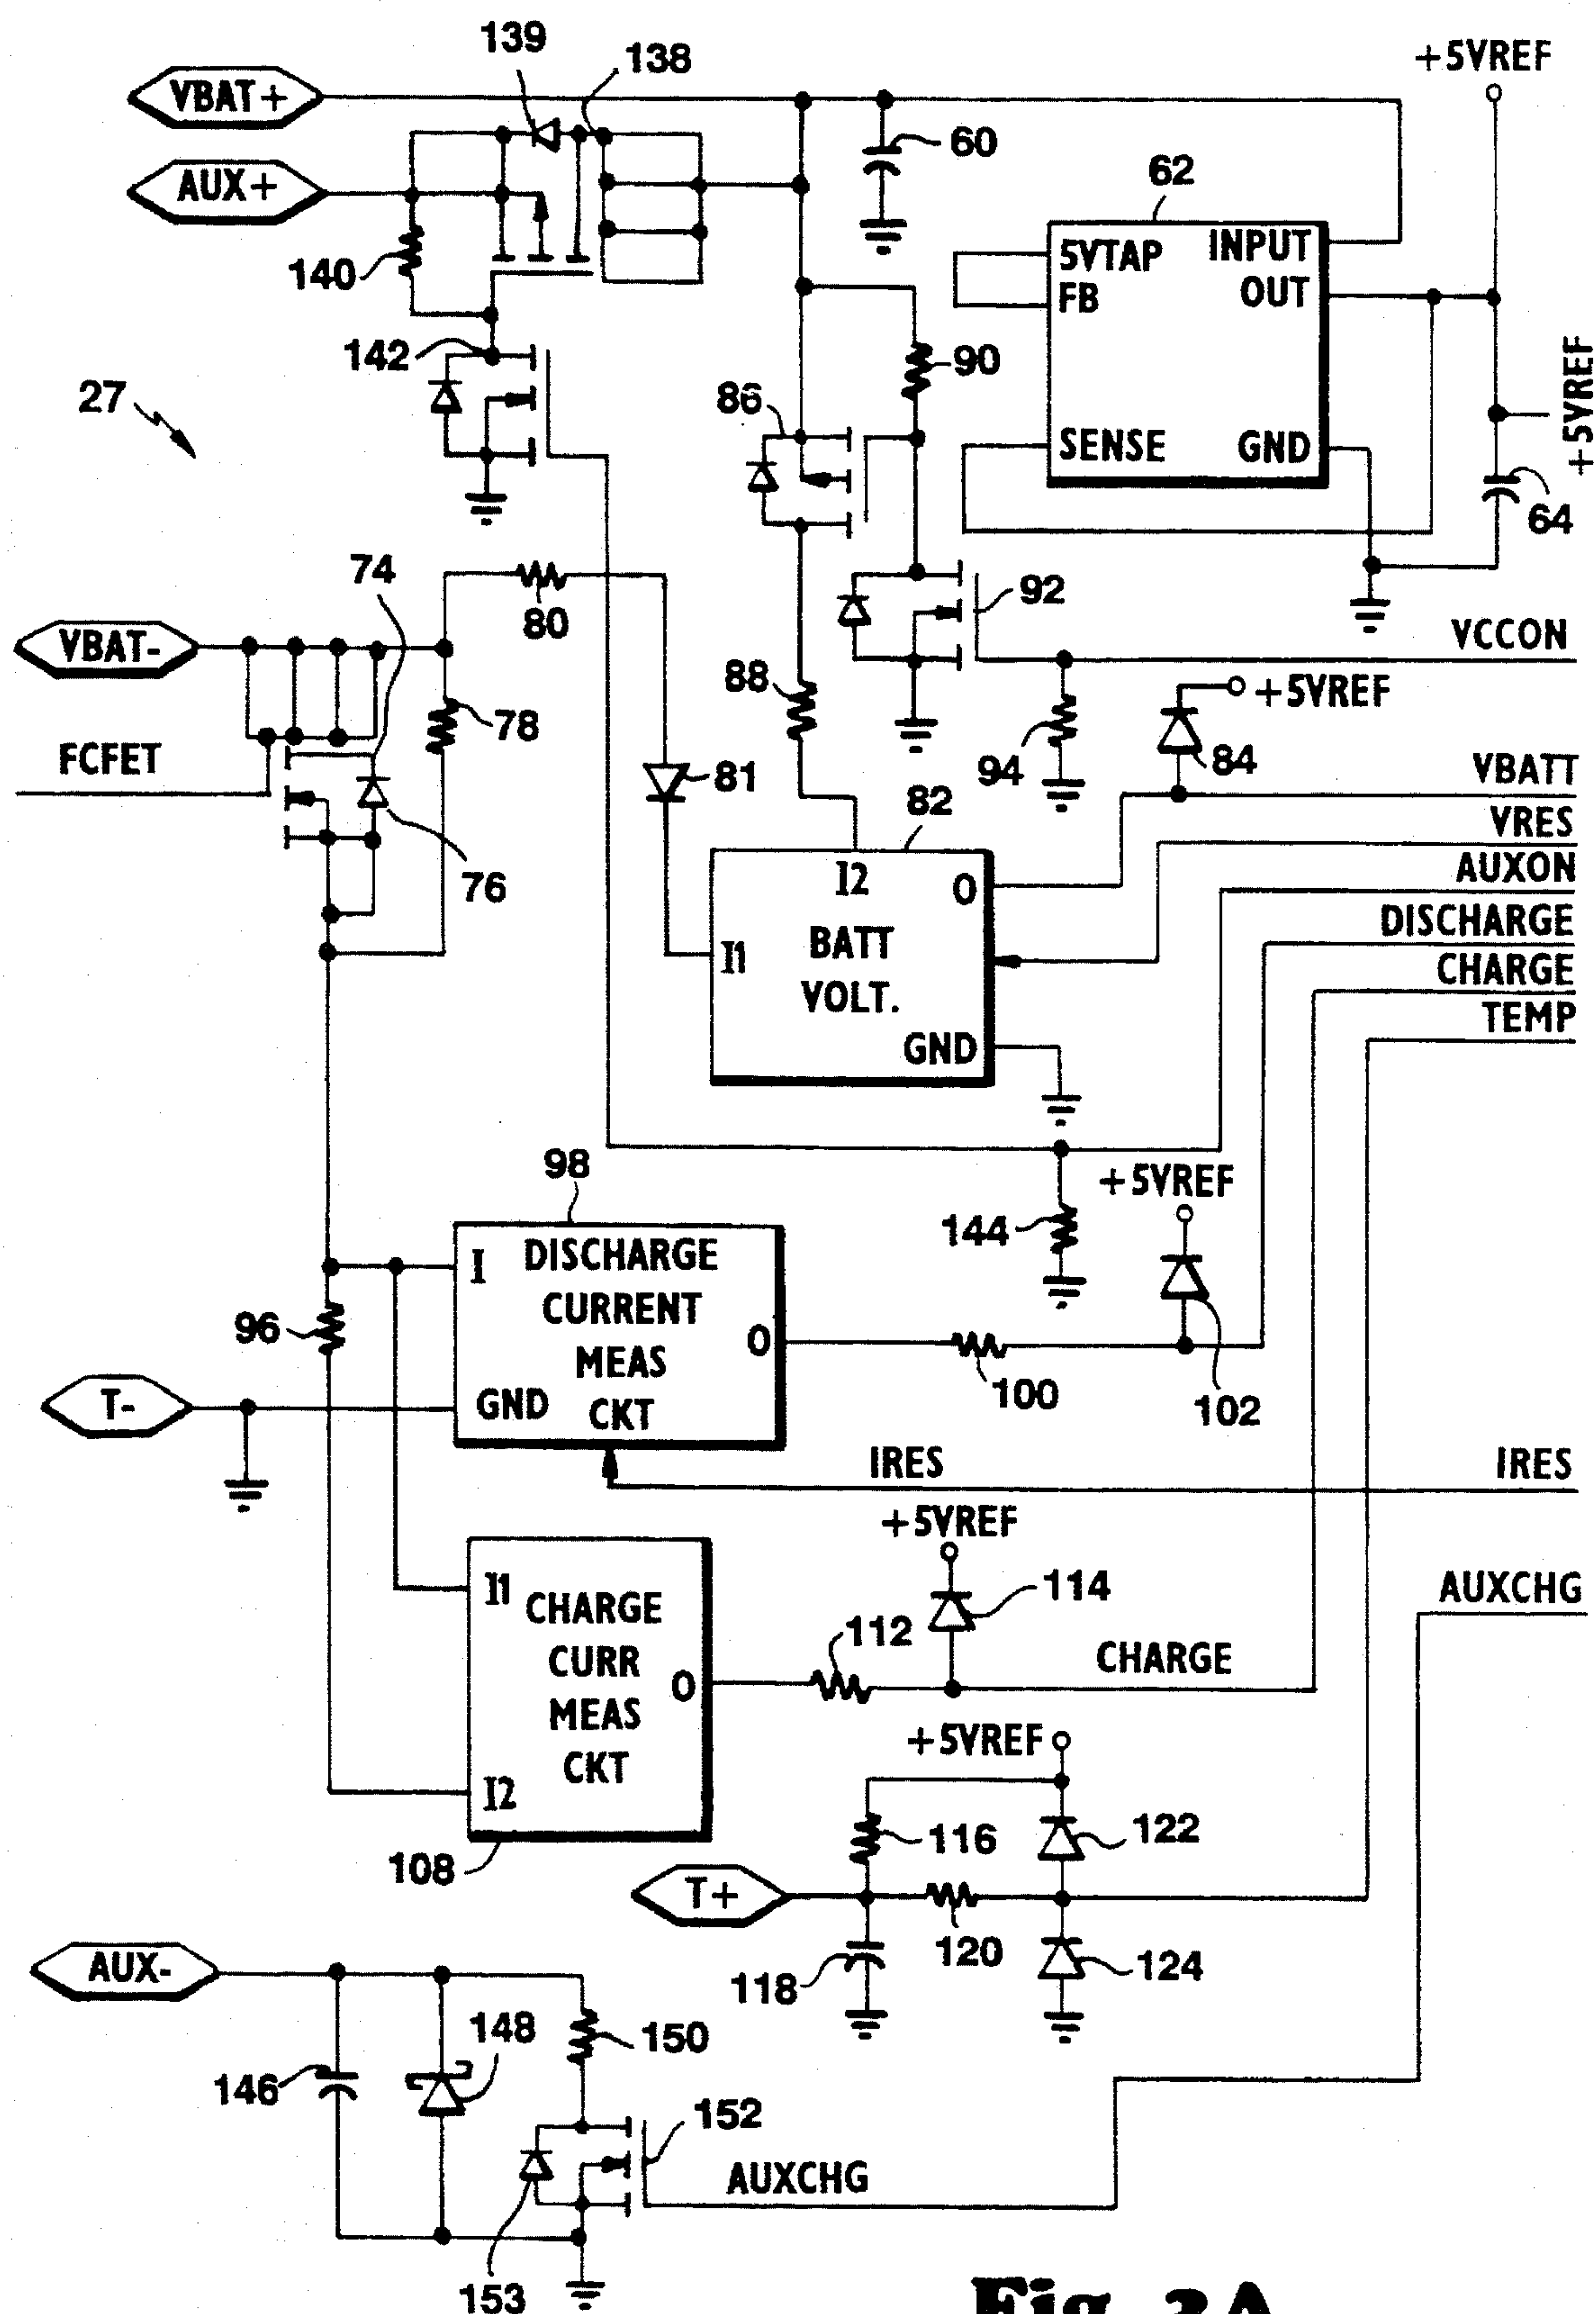 139
138
+5VREF
VBAT+
60
AUX+
62
INPUT
5VTAP
OUT
FB
140
142
90
86
27
SENSE
GND
+5VREF
64
74
80
92
VBAT-
VCCON
88
+5VREF
78
FCFET
81
94
84
VBATT
82
VRES
I2
O
AUXON
76
DISCHARGE
BATT
I1
CHARGE
VOLT.
TEMP
GND
98
+5VREF
144
I
DISCHARGE
CURRENT
96
O
MEAS
100
T-
GND
CKT
102
IRES
IRES
+5VREF
I1
114
AUXCHG
CHARGE
112
CURR
CHARGE
O
MEAS
+5VREF
CKT
I2
116
122
108
T+
120
AUX-
124
118
148
150
146
152
AUXCHG
153
Fig. 3A